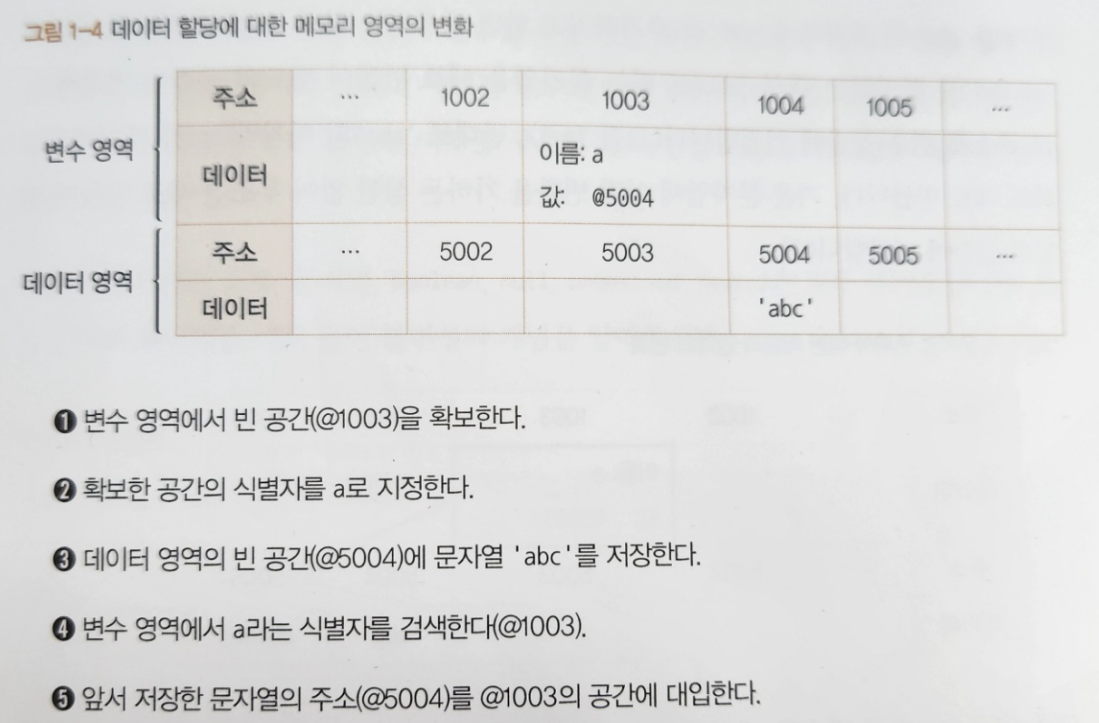 그림 1-4 데이터 할당에 대한 메모리 영역의 변화
주소 ... 1002 1003 1004 1005 ...
변수 영역
데이터
이름: a
값: @5004
주소 ... 5002 5003 5004 5005 ...
데이터 영역
데이터 'abc'
❶ 변수 영역에서 빈 공간(@1003)을 확보한다.
❷ 확보한 공간의 식별자를 a로 지정한다.
❸ 데이터 영역의 빈 공간(@5004)에 문자열 'abc'를 저장한다.
❹ 변수 영역에서 a라는 식별자를 검색한다(@1003).
❺ 앞서 저장한 문자열의 주소(@5004)를 @1003의 공간에 대입한다.